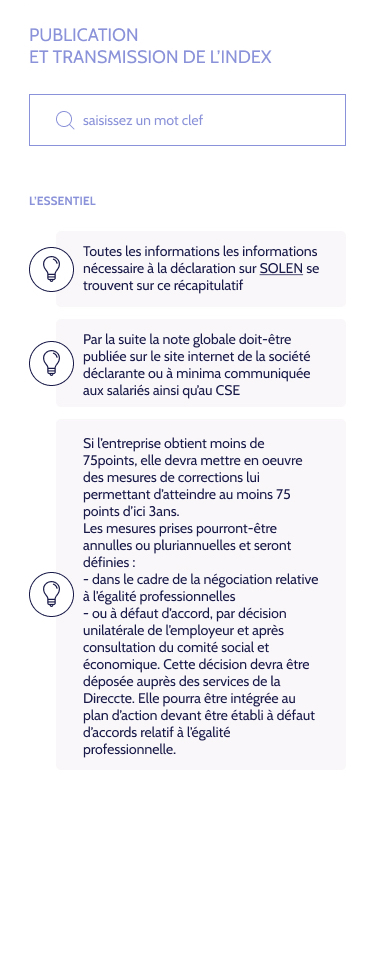 PUBLICATION
ET TRANSMISSION DE L'INDEX
saisissez un mot clef
L'ESSENTIEL
Toutes les informations les informations
nécessaire à la déclaration sur SOLEN se
trouvent sur ce récapitulatif
Par la suite la note globale doit-être
publiée sur le site internet de la société
déclarante ou à minima communiquée
aux salariés ainsi qu'au CSE
Si l'entreprise obtient moins de
75points, elle devra mettre en oeuvre
des mesures de corrections lui
permettant d'atteindre au moins 75
points d'ici 3ans.
Les mesures prises pourront-être
annulles ou pluriannuelles et seront
définies :
- dans le cadre de la négociation relative
à l'égalité professionnelles
- ou à défaut d'accord, par décision
unilatérale de l'employeur et après
consultation du comité social et
économique. Cette décision devra être
déposée auprès des services de la
Direccte. Elle pourra être intégrée au
plan d'action devant être établi à défaut
d'accords relatif à l'égalité
professionnelle.